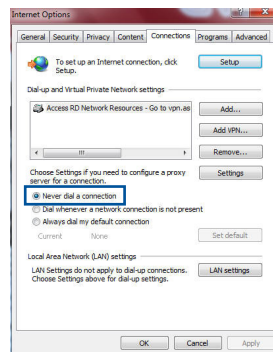 Internet Options
General Security Privacy Content Connections Programs Advanced
To set up an Internet connection, click Setup.
Setup
Dial-up and Virtual Private Network settings
Access RD Network Resources - Go to vpn.as
Add...
Add VPN...
Remove...
Choose Settings if you need to configure a proxy server for a connection.
Settings
Never dial a connection
Dial whenever a network connection is not present
Always dial my default connection
Current None
Set default
Local Area Network (LAN) settings
LAN Settings do not apply to dial-up connections. Choose Settings above for dial-up settings.
LAN settings
OK Cancel Apply